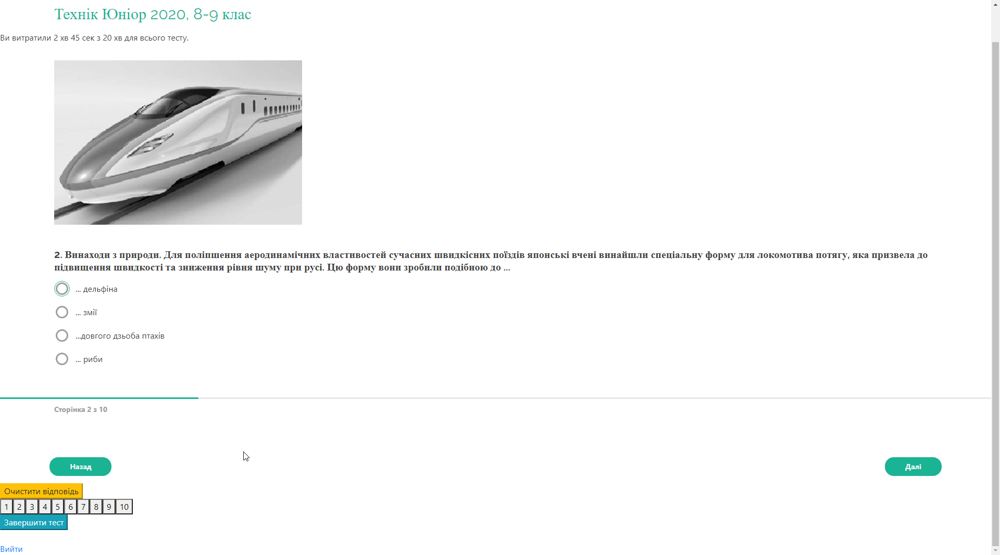 Технік Юніор 2020, 8-9 клас
Ви витратили 2 хв 45 сек з 20 хв для всього тесту.
2. Винаходи з природи. Для поліпшення аеродинамічних властивостей сучасних швидкісних поїздів японські вчені винайшли спеціальну форму для локомотива потягу, яка призвела до
підвищення швидкості та зниження рівня шуму при русі. Цю форму вони зробили подібною до ...
... дельфіна
... змії
...довгого дзьоба птахів
... риби
Сторінка 2 з 10
Назад
Далі
Очистити відповідь
1 2 3 4 5 6 7 8 9 10
Завершити тест
Вийти